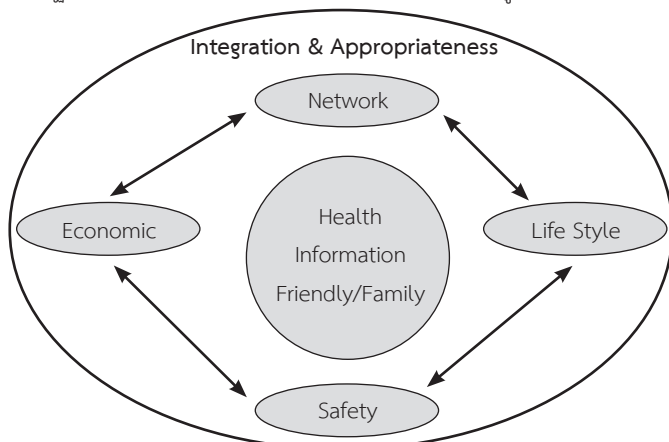 Integration & Appropriateness
Network
Economic
Health
Information
Friendly/Family
Life Style
Safety